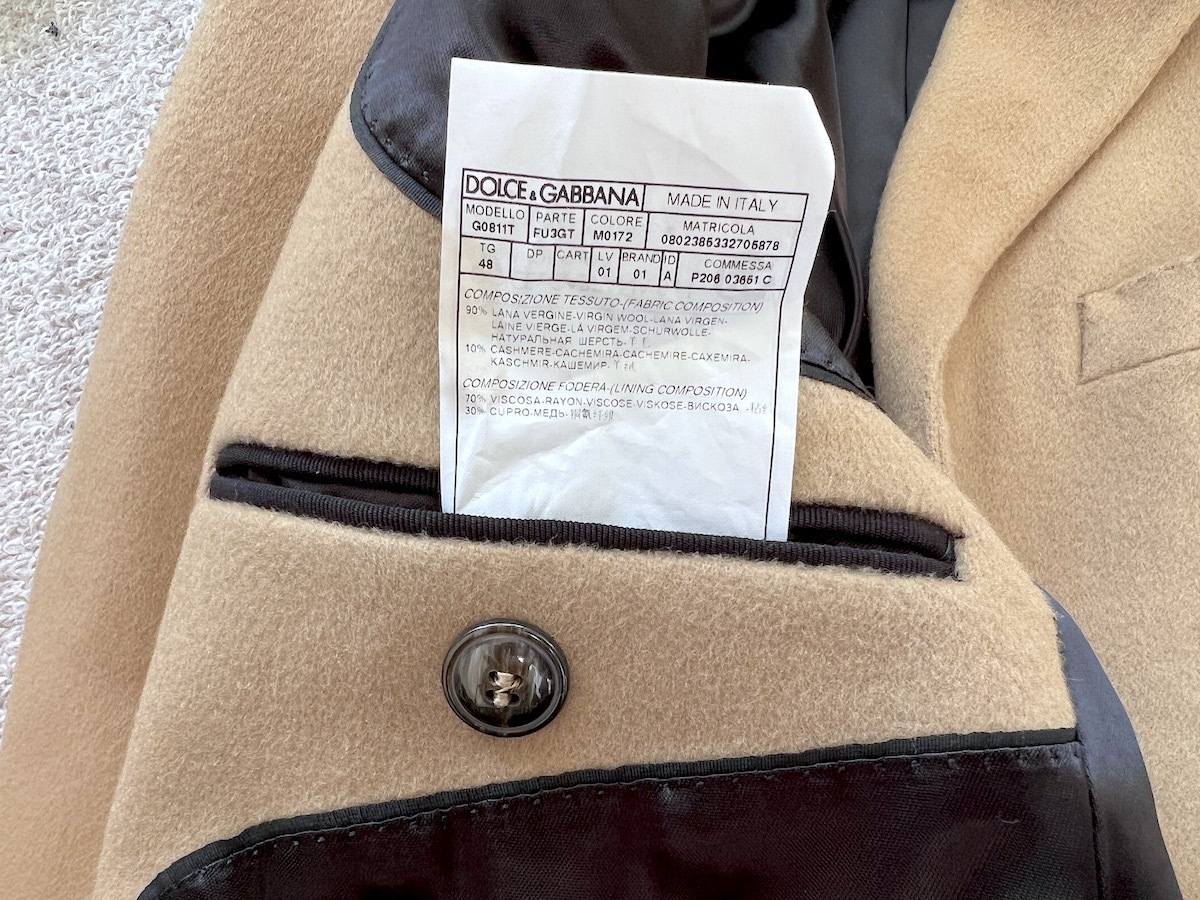 DOLCE&GABBANA MADE IN ITALY
MODELLO PARTE COLORE MATRICOLA
G0811T FU3GT M0172 0802385332705878
TG DP CART LV BRAND ID COMMESSA
48 01 01 A P206 03651 C
COMPOSIZIONE TESSUTO-(FABRIC COMPOSITION)
90% LANA VERGINE-VIRGIN WOOL-LANA VIRGEN-
LAINE VIERGE-LÀ VIRGEM-SCHURWOLLE-
НАТУРАЛЬНАЯ ШЕРСТЬ-
10% CASHMERE-CACHEMIRA-CACHEMIRE-CAXEMIRA-
KASCHMIR-КАШЕМИР-
COMPOSIZIONE FODERA-(LINING COMPOSITION)
70% VISCOSA-RAYON-VISCOSE-VISKOSE-ВИСКОЗА
30% CUPRO-МЕДЬ-